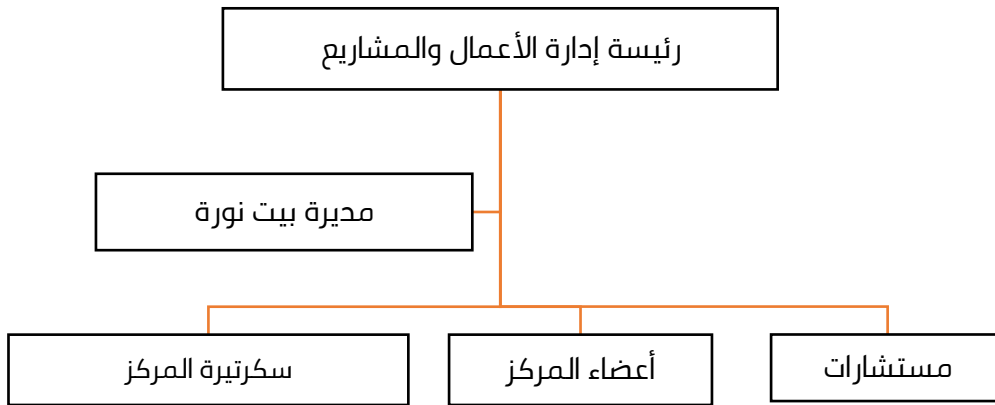 رئيسة إدارة الأعمال والمشاريع
مديرة بيت نورة
مستشارات
أعضاء المركز
سكرتيرة المركز